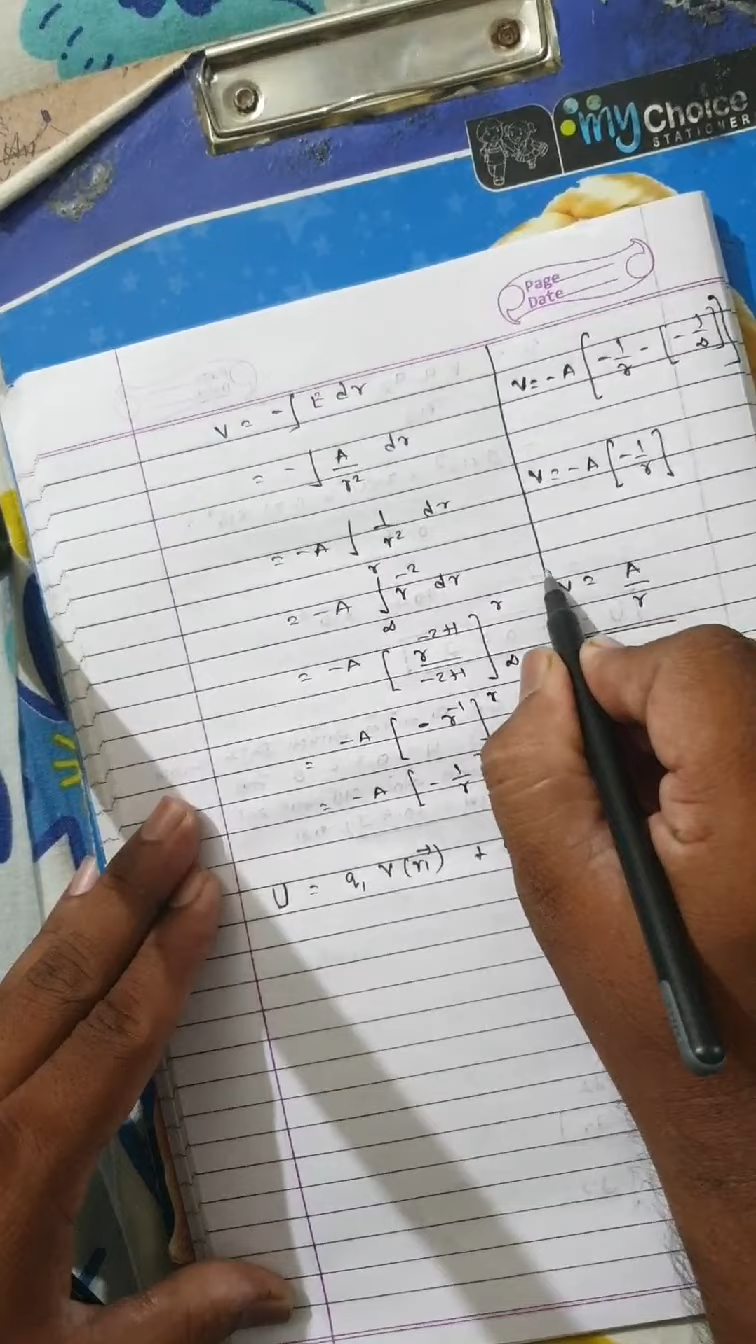 my choice
STATIONER
Page
Date
V = -∫ E dr
= -∫ A/r² dr
= -A ∫ 1/r² dr
= -A ∫_∞^r r^-2 dr
= -A [ r^-2+1 / -2+1 ]_∞^r
= -A [ -r^-1 ]^r
= -A [ -1/r
U = q₁ V(r₁⃗) +
V = -A [ -1/r - [ -1/∞ ] ]
V = -A [ -1/r ]
V = A/r